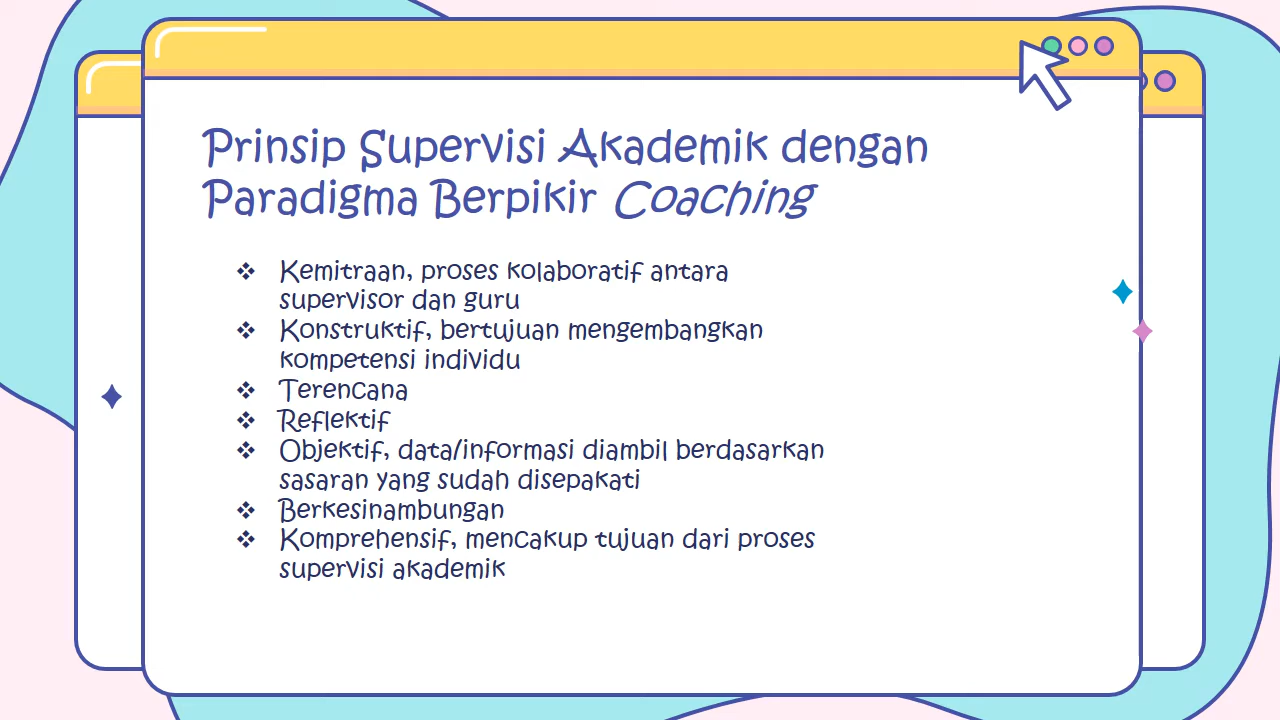 Prinsip Supervisi Akademik dengan
Paradigma Berpikir Coaching
❖ Kemitraan, proses kolaboratif antara
supervisor dan guru
❖ Konstruktif, bertujuan mengembangkan
kompetensi individu
❖ Terencana
❖ Reflektif
❖ Objektif, data/informasi diambil berdasarkan
sasaran yang sudah disepakati
❖ Berkesinambungan
❖ Komprehensif, mencakup tujuan dari proses
supervisi akademik